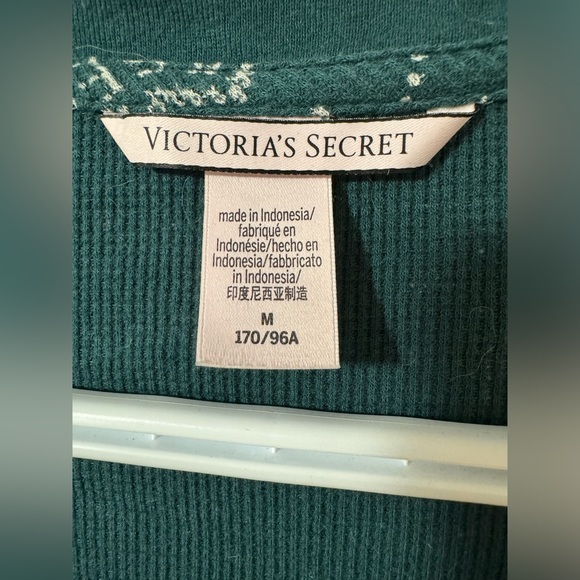 VICTORIA'S SECRET
made in Indonesia/
fabriqué en
Indonésie/hecho en
Indonesia/fabbricato
in Indonesia/
印度尼西亚制造
M
170/96A